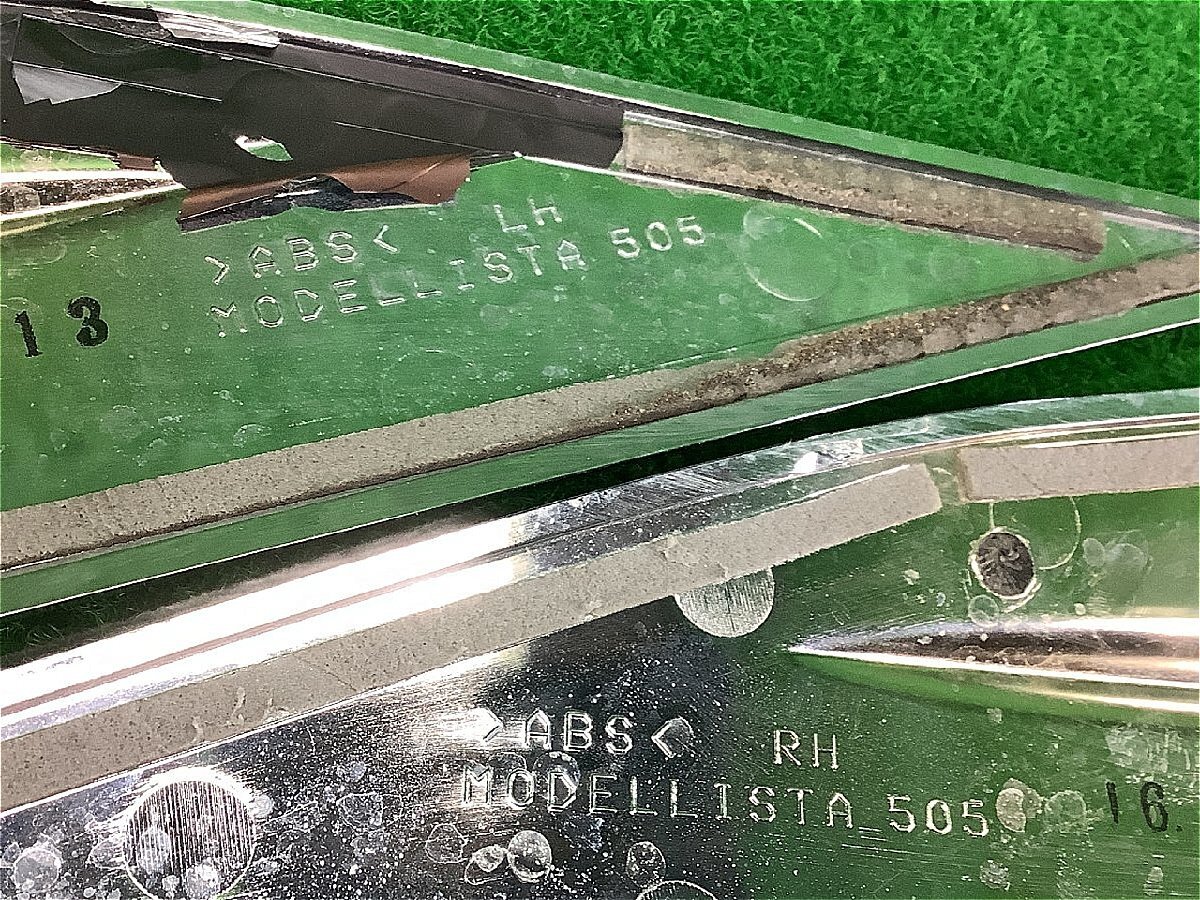 LH
>ABS<
MODELLISTA 505
13
>ABS< RH
MODELLISTA_505
16.